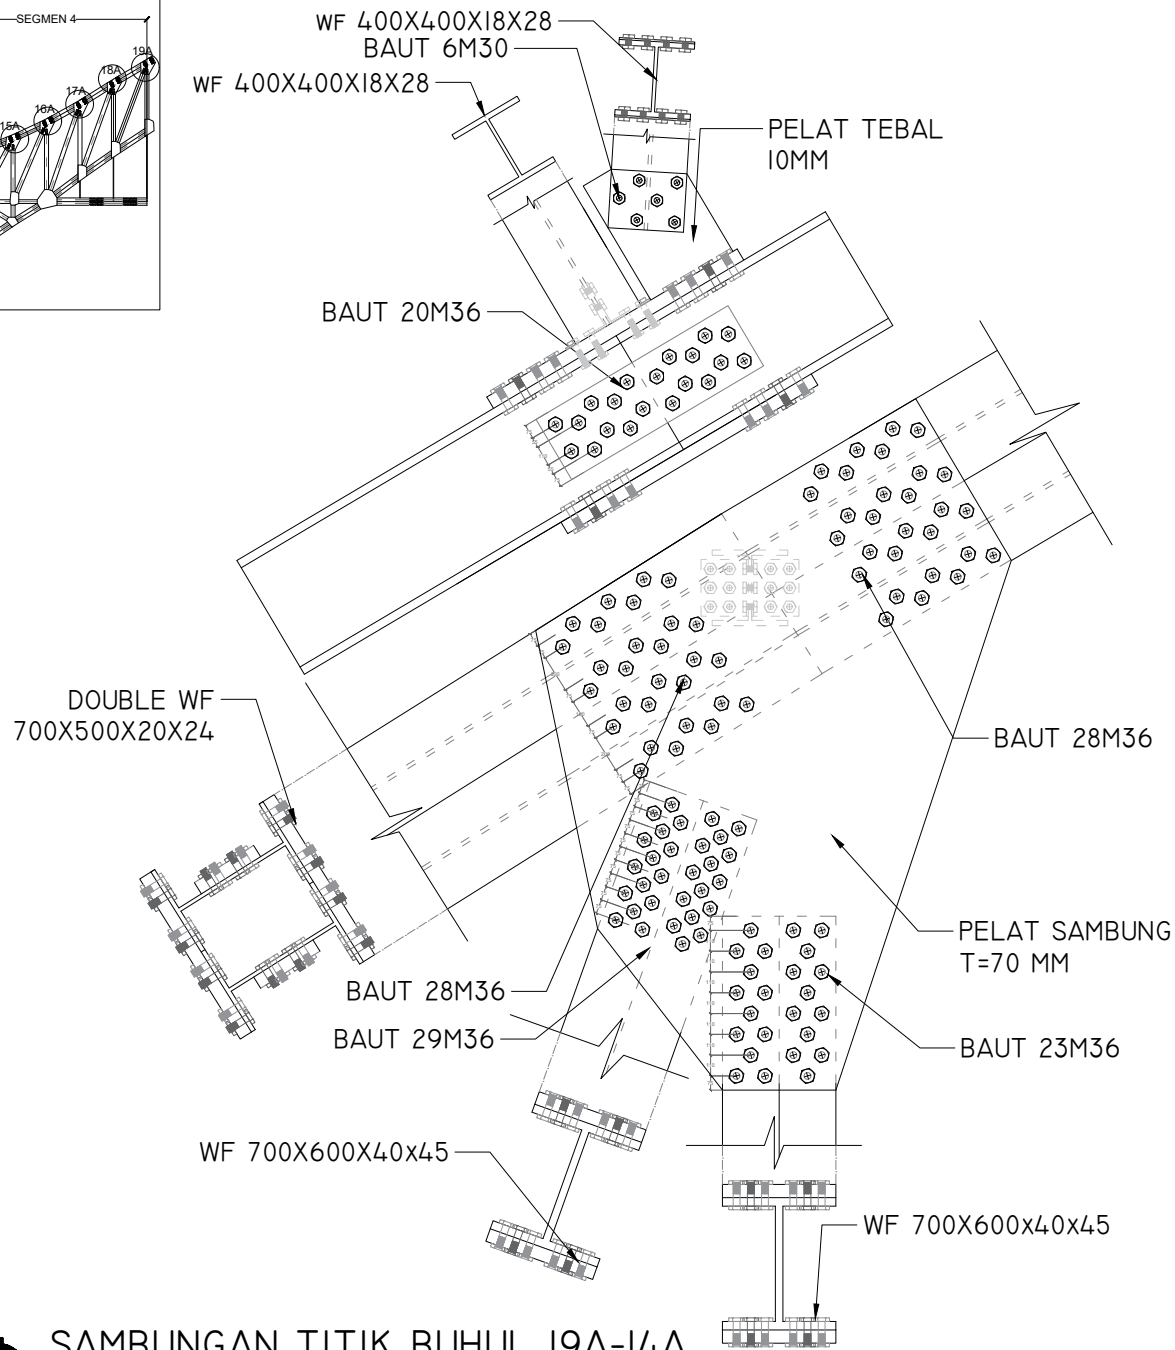 SEGMEN 4
19A
18A
17A
16A
15A
WF 400X400X18X28
BAUT 6M30
WF 400X400X18X28
PELAT TEBAL
10MM
BAUT 20M36
DOUBLE WF
700X500X20X24
BAUT 28M36
PELAT SAMBUNG
T=70 MM
BAUT 28M36
BAUT 29M36
BAUT 23M36
WF 700X600X40x45
WF 700X600x40x45
SAMBUNGAN TITIK BUHUL 19A-14A